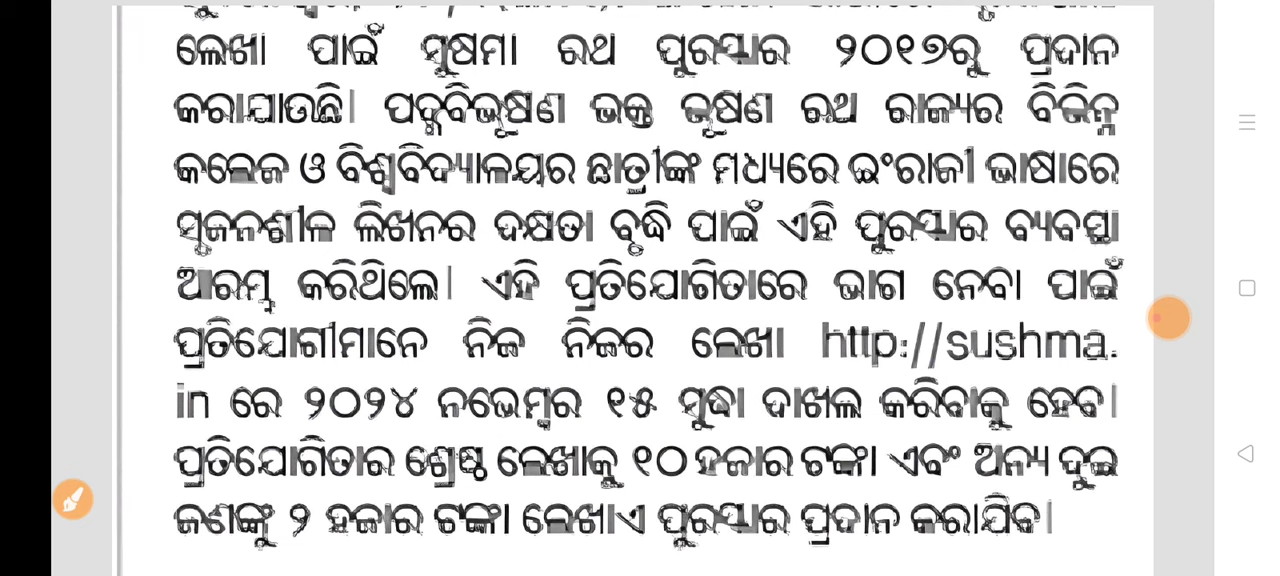 ଲେଖା ପାଇଁ ସୁଷମା ରଥ ପୁରସ୍କାର ୨୦୧୭ରୁ ପ୍ରଦାନ
କରାଯାଉଛି। ପଦ୍ମବିଭୂଷଣ ଭକ୍ତ ଭୂଷଣ ରଥ ରାଜ୍ୟର ବିଭିନ୍ନ
କଲେଜ ଓ ବିଶ୍ୱବିଦ୍ୟାଳୟର ଛାତ୍ରୀଙ୍କ ମଧ୍ୟରେ ଇଂରାଜୀ ଭାଷାରେ
ସୃଜନଶୀଳ ଲିଖନର ଦକ୍ଷତା ବୃଦ୍ଧି ପାଇଁ ଏହି ପୁରସ୍କାର ବ୍ୟବସ୍ଥା
ଆରମ୍ଭ କରିଥିଲେ। ଏହି ପ୍ରତିଯୋଗିତାରେ ଭାଗ ନେବା ପାଇଁ
ପ୍ରତିଯୋଗୀମାନେ ନିଜ ନିଜର ଲେଖା http://sushma.
in ରେ ୨୦୨୪ ନଭେମ୍ବର ୧୫ ସୁଦ୍ଧା ଦାଖଲ କରିବାକୁ ହେବ।
ପ୍ରତିଯୋଗିତାର ଶ୍ରେଷ୍ଠ ଲେଖାକୁ ୧୦ ହଜାର ଟଙ୍କା ଏବଂ ଅନ୍ୟ ଦୁଇ
ଜଣଙ୍କୁ ୨ ହଜାର ଟଙ୍କା ଲେଖାଏ ପୁରସ୍କାର ପ୍ରଦାନ କରାଯିବ।